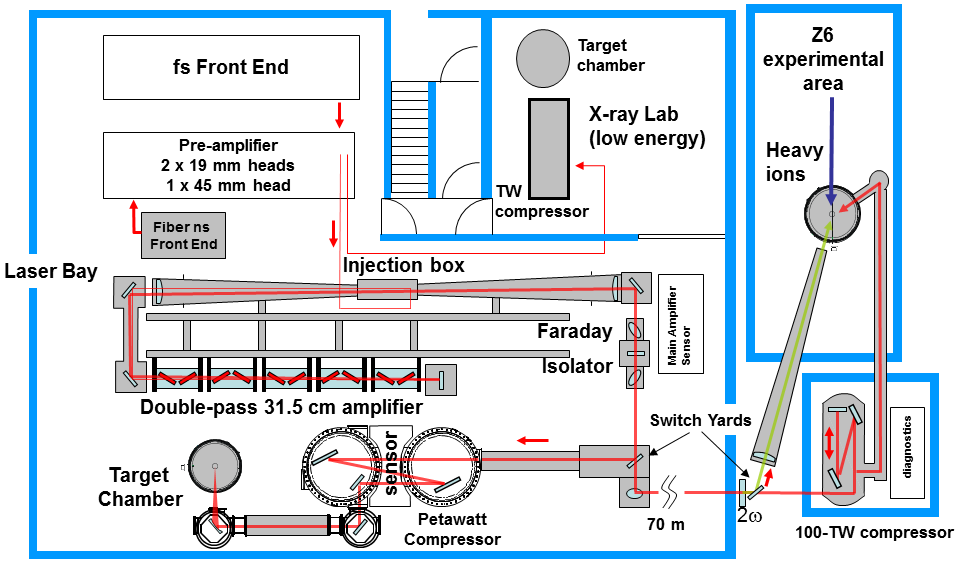 fs Front End
Pre-amplifier
2 x 19 mm heads
1 x 45 mm head
Fiber ns
Front End
Target
chamber
X-ray Lab
(low energy)
TW
compressor
Z6
experimental
area
Heavy
ions
Laser Bay
Injection box
Faraday
Isolator
Main Amplifier
Sensor
Double-pass 31.5 cm amplifier
Switch Yards
Target
Chamber
sensor
Petawatt
Compressor
70 m
2ω
diagnostics
100-TW compressor